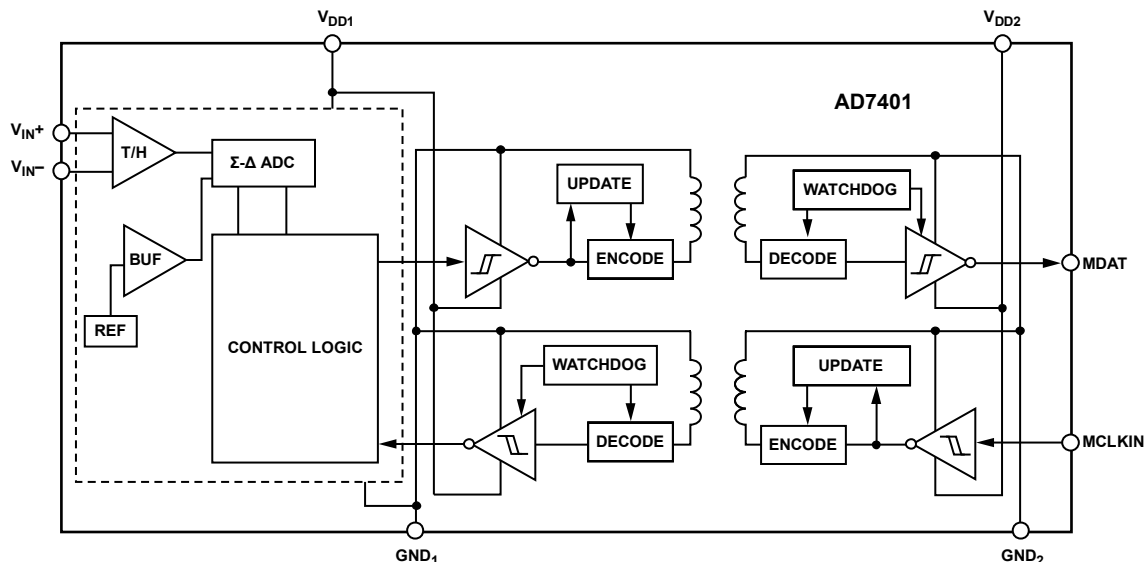 VDD1
VDD2
AD7401
VIN+
VIN–
T/H
Σ-Δ ADC
UPDATE
WATCHDOG
BUF
ENCODE
DECODE
MDAT
REF
CONTROL LOGIC
WATCHDOG
UPDATE
DECODE
ENCODE
MCLKIN
GND1
GND2